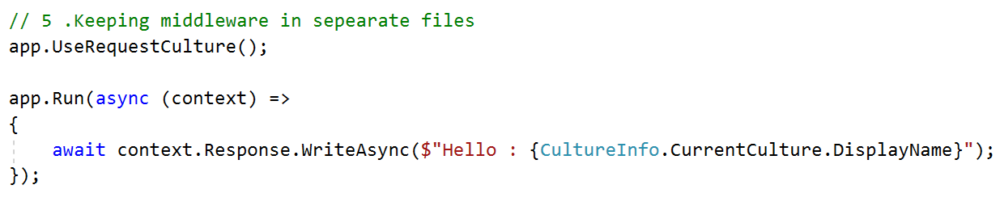 // 5 .Keeping middleware in sepearate files
app.UseRequestCulture();
app.Run(async (context) =>
{
await context.Response.WriteAsync($"Hello : {CultureInfo.CurrentCulture.DisplayName}");
});